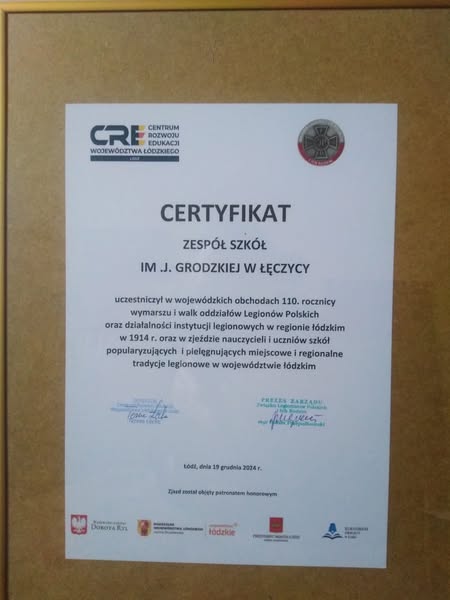 CRE CENTRUM
ROZWOJU
EDUKACJI
WOJEWÓDZTWA ŁÓDZKIEGO
CERTYFIKAT
ZESPÓŁ SZKÓŁ
IM .J. GRODZKIEJ W ŁĘCZYCY
uczestniczył w wojewódzkich obchodach 110. rocznicy
wymarszu i walk oddziałów Legionów Polskich
oraz działalności instytucji legionowych w regionie łódzkim
w 1914 r. oraz w zjeździe nauczycieli i uczniów szkół
popularyzujących i pielęgnujących miejscowe i regionalne
tradycje legionowe w województwie łódzkim
PREZES ZARZĄDU
Związku Legionistów Polskich
Łódź, dnia 19 grudnia 2024 r.
Zjazd został objęty patronatem honorowym
DOROTA RYL
łódzkie